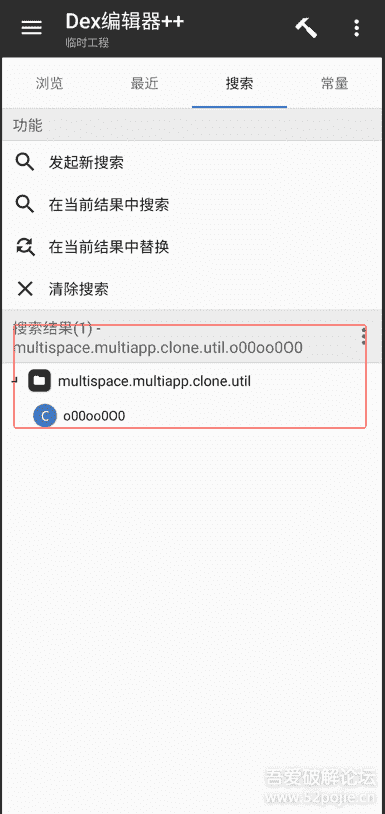 Dex编辑器++
临时工程
浏览
最近
搜索
常量
功能
发起新搜索
在当前结果中搜索
在当前结果中替换
清除搜索
搜索结果(1) -
multispace.multiapp.clone.util.o00oo0O0
multispace.multiapp.clone.util
C
o00oo0O0
吾爱破解论坛
www.52pojie.cn